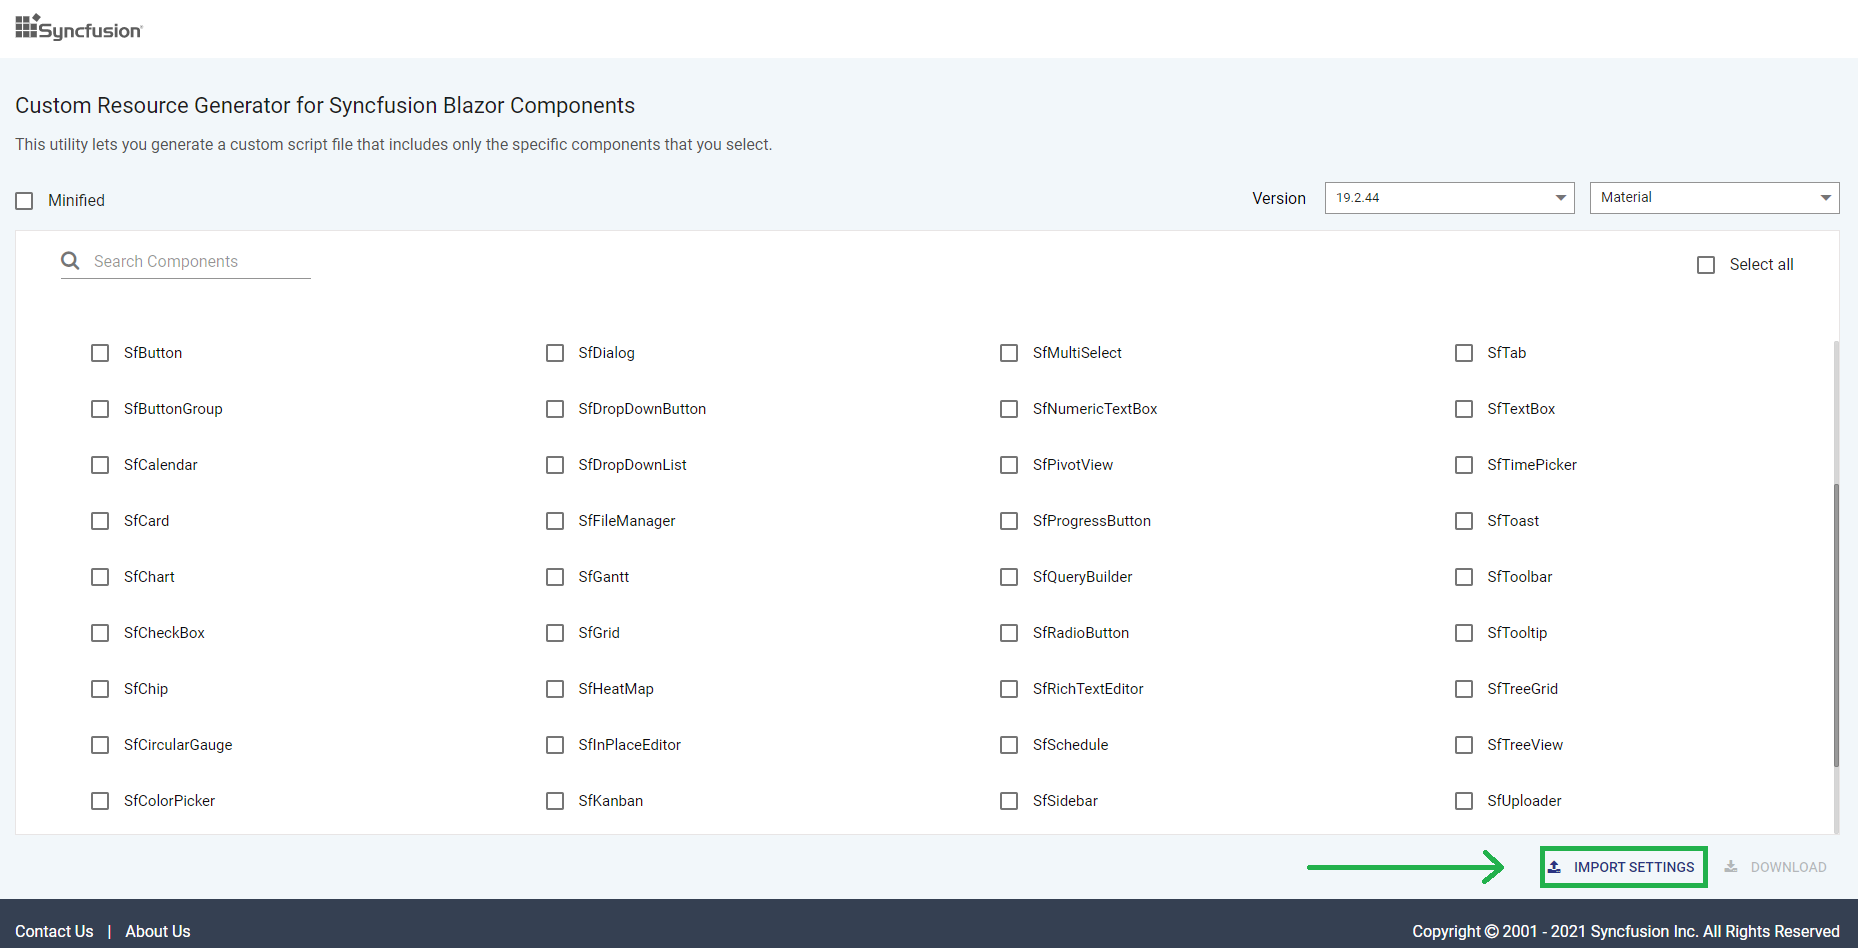 Syncfusion
Custom Resource Generator for Syncfusion Blazor Components
This utility lets you generate a custom script file that includes only the specific components that you select.
Minified
Version 19.2.44 Material
Search Components
Select all
SfButton SfDialog SfMultiSelect SfTab
SfButtonGroup SfDropDownButton SfNumericTextBox SfTextBox
SfCalendar SfDropDownList SfPivotView SfTimePicker
SfCard SfFileManager SfProgressButton SfToast
SfChart SfGantt SfQueryBuilder SfToolbar
SfCheckBox SfGrid SfRadioButton SfTooltip
SfChip SfHeatMap SfRichTextEditor SfTreeGrid
SfCircularGauge SfInPlaceEditor SfSchedule SfTreeView
SfColorPicker SfKanban SfSidebar SfUploader
IMPORT SETTINGS DOWNLOAD
Contact Us | About Us
Copyright © 2001 - 2021 Syncfusion Inc. All Rights Reserved